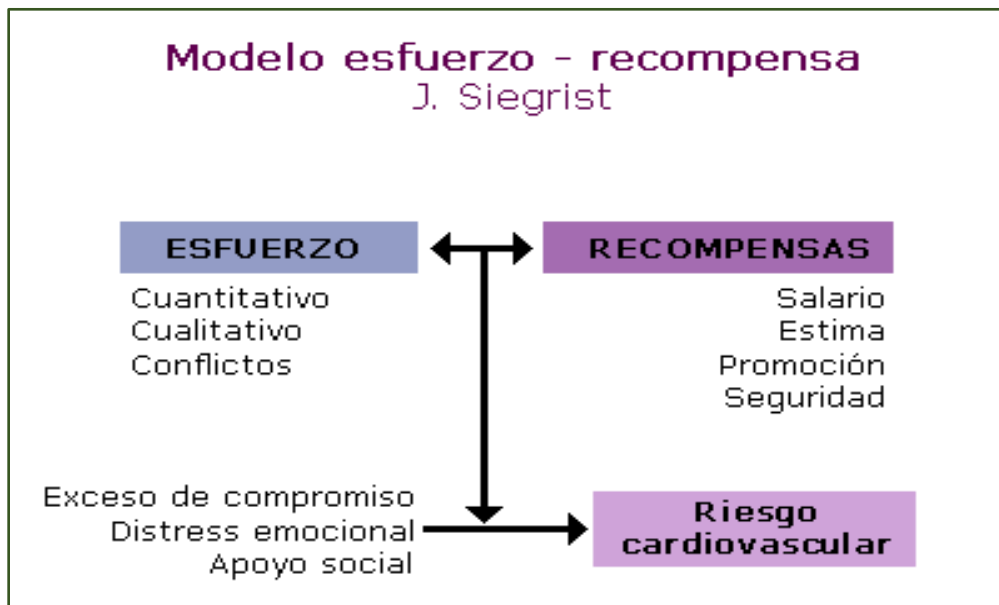 Modelo esfuerzo - recompensa
J. Siegrist
ESFUERZO
Cuantitativo
Cualitativo
Conflictos
RECOMPENSAS
Salario
Estima
Promoción
Seguridad
Exceso de compromiso
Distress emocional
Apoyo social
Riesgo
cardiovascular